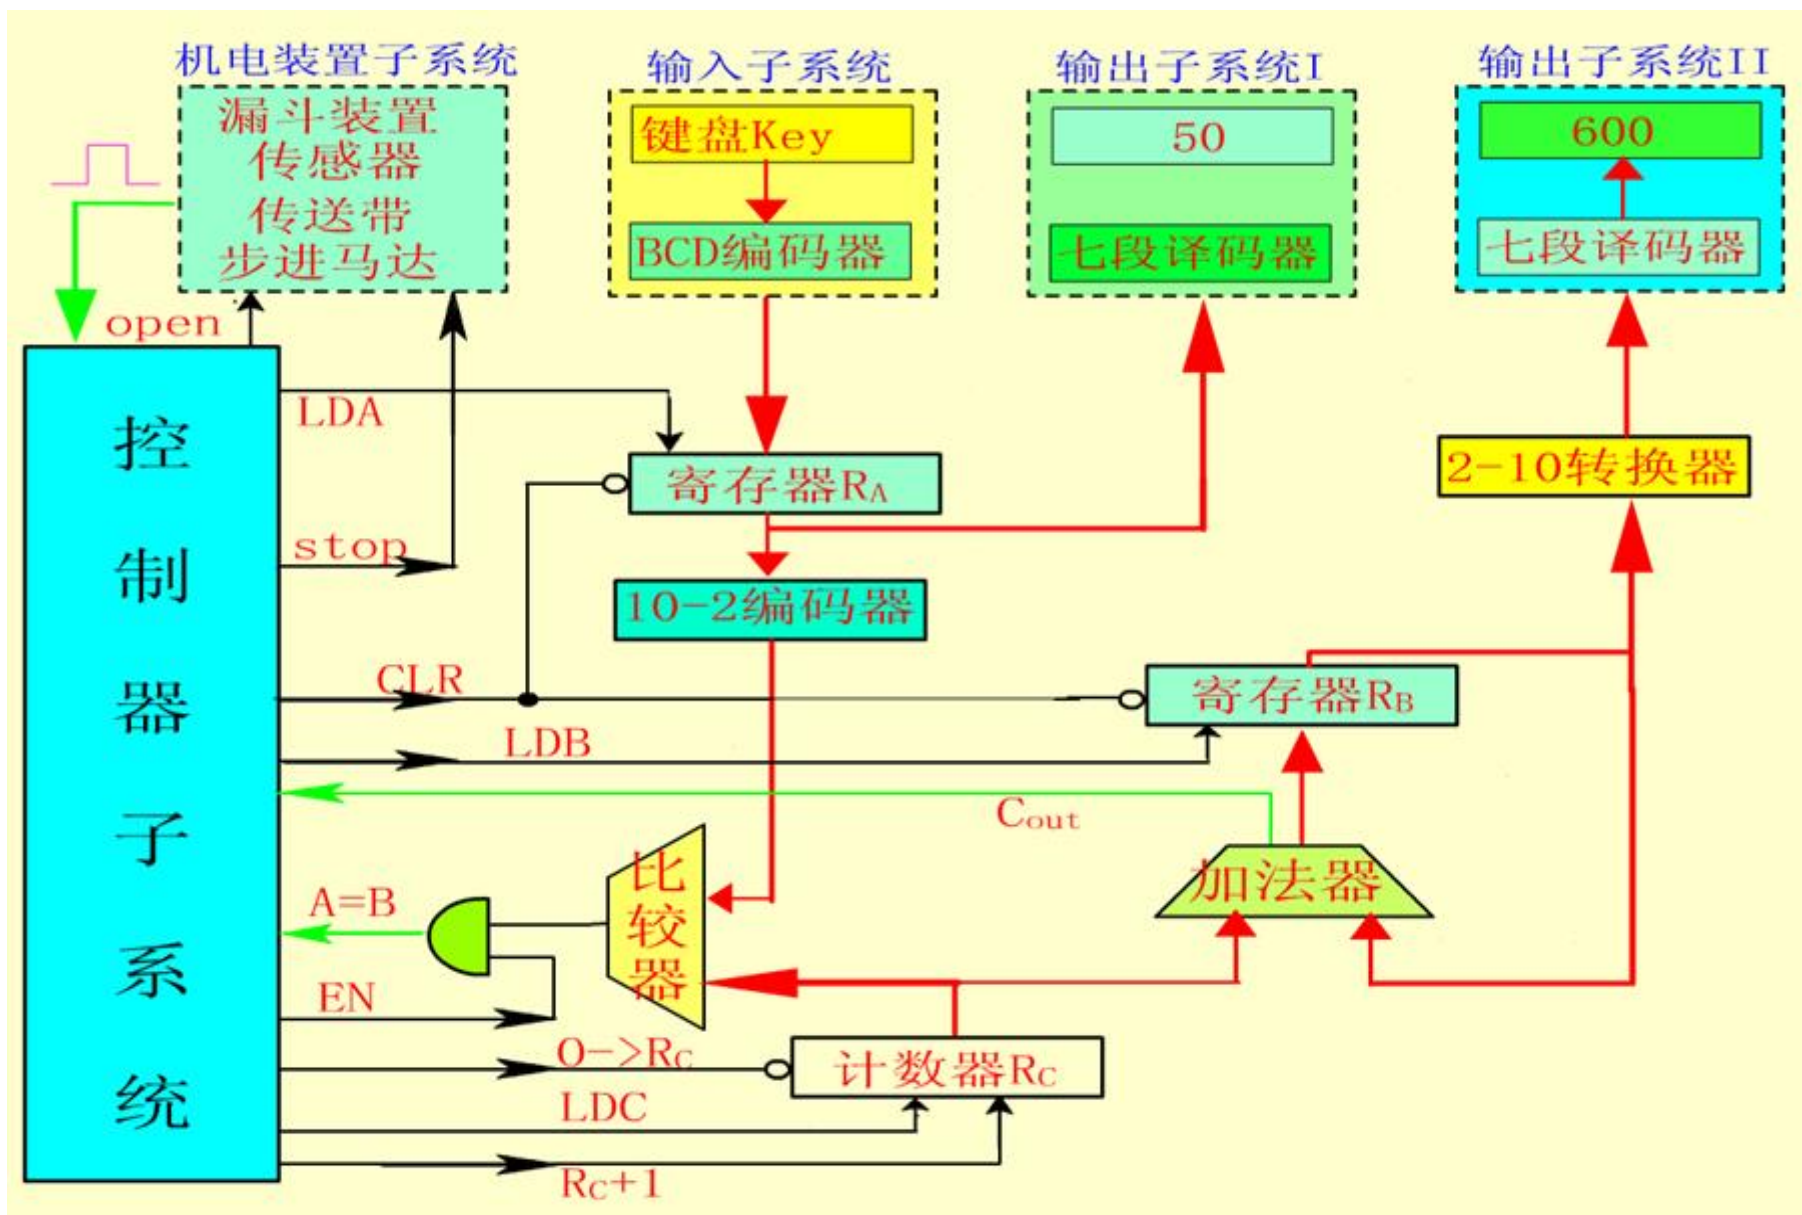 机电装置子系统
漏斗装置
传感器
传送带
步进马达
输入子系统
键盘Key
BCD编码器
输出子系统I
50
七段译码器
输出子系统II
600
七段译码器
open
控制器子系统
LDA
寄存器RA
2-10转换器
stop
10-2编码器
CLR
寄存器RB
LDB
Cout
比较器
加法器
A=B
EN
0->RC
计数器RC
LDC
RC+1